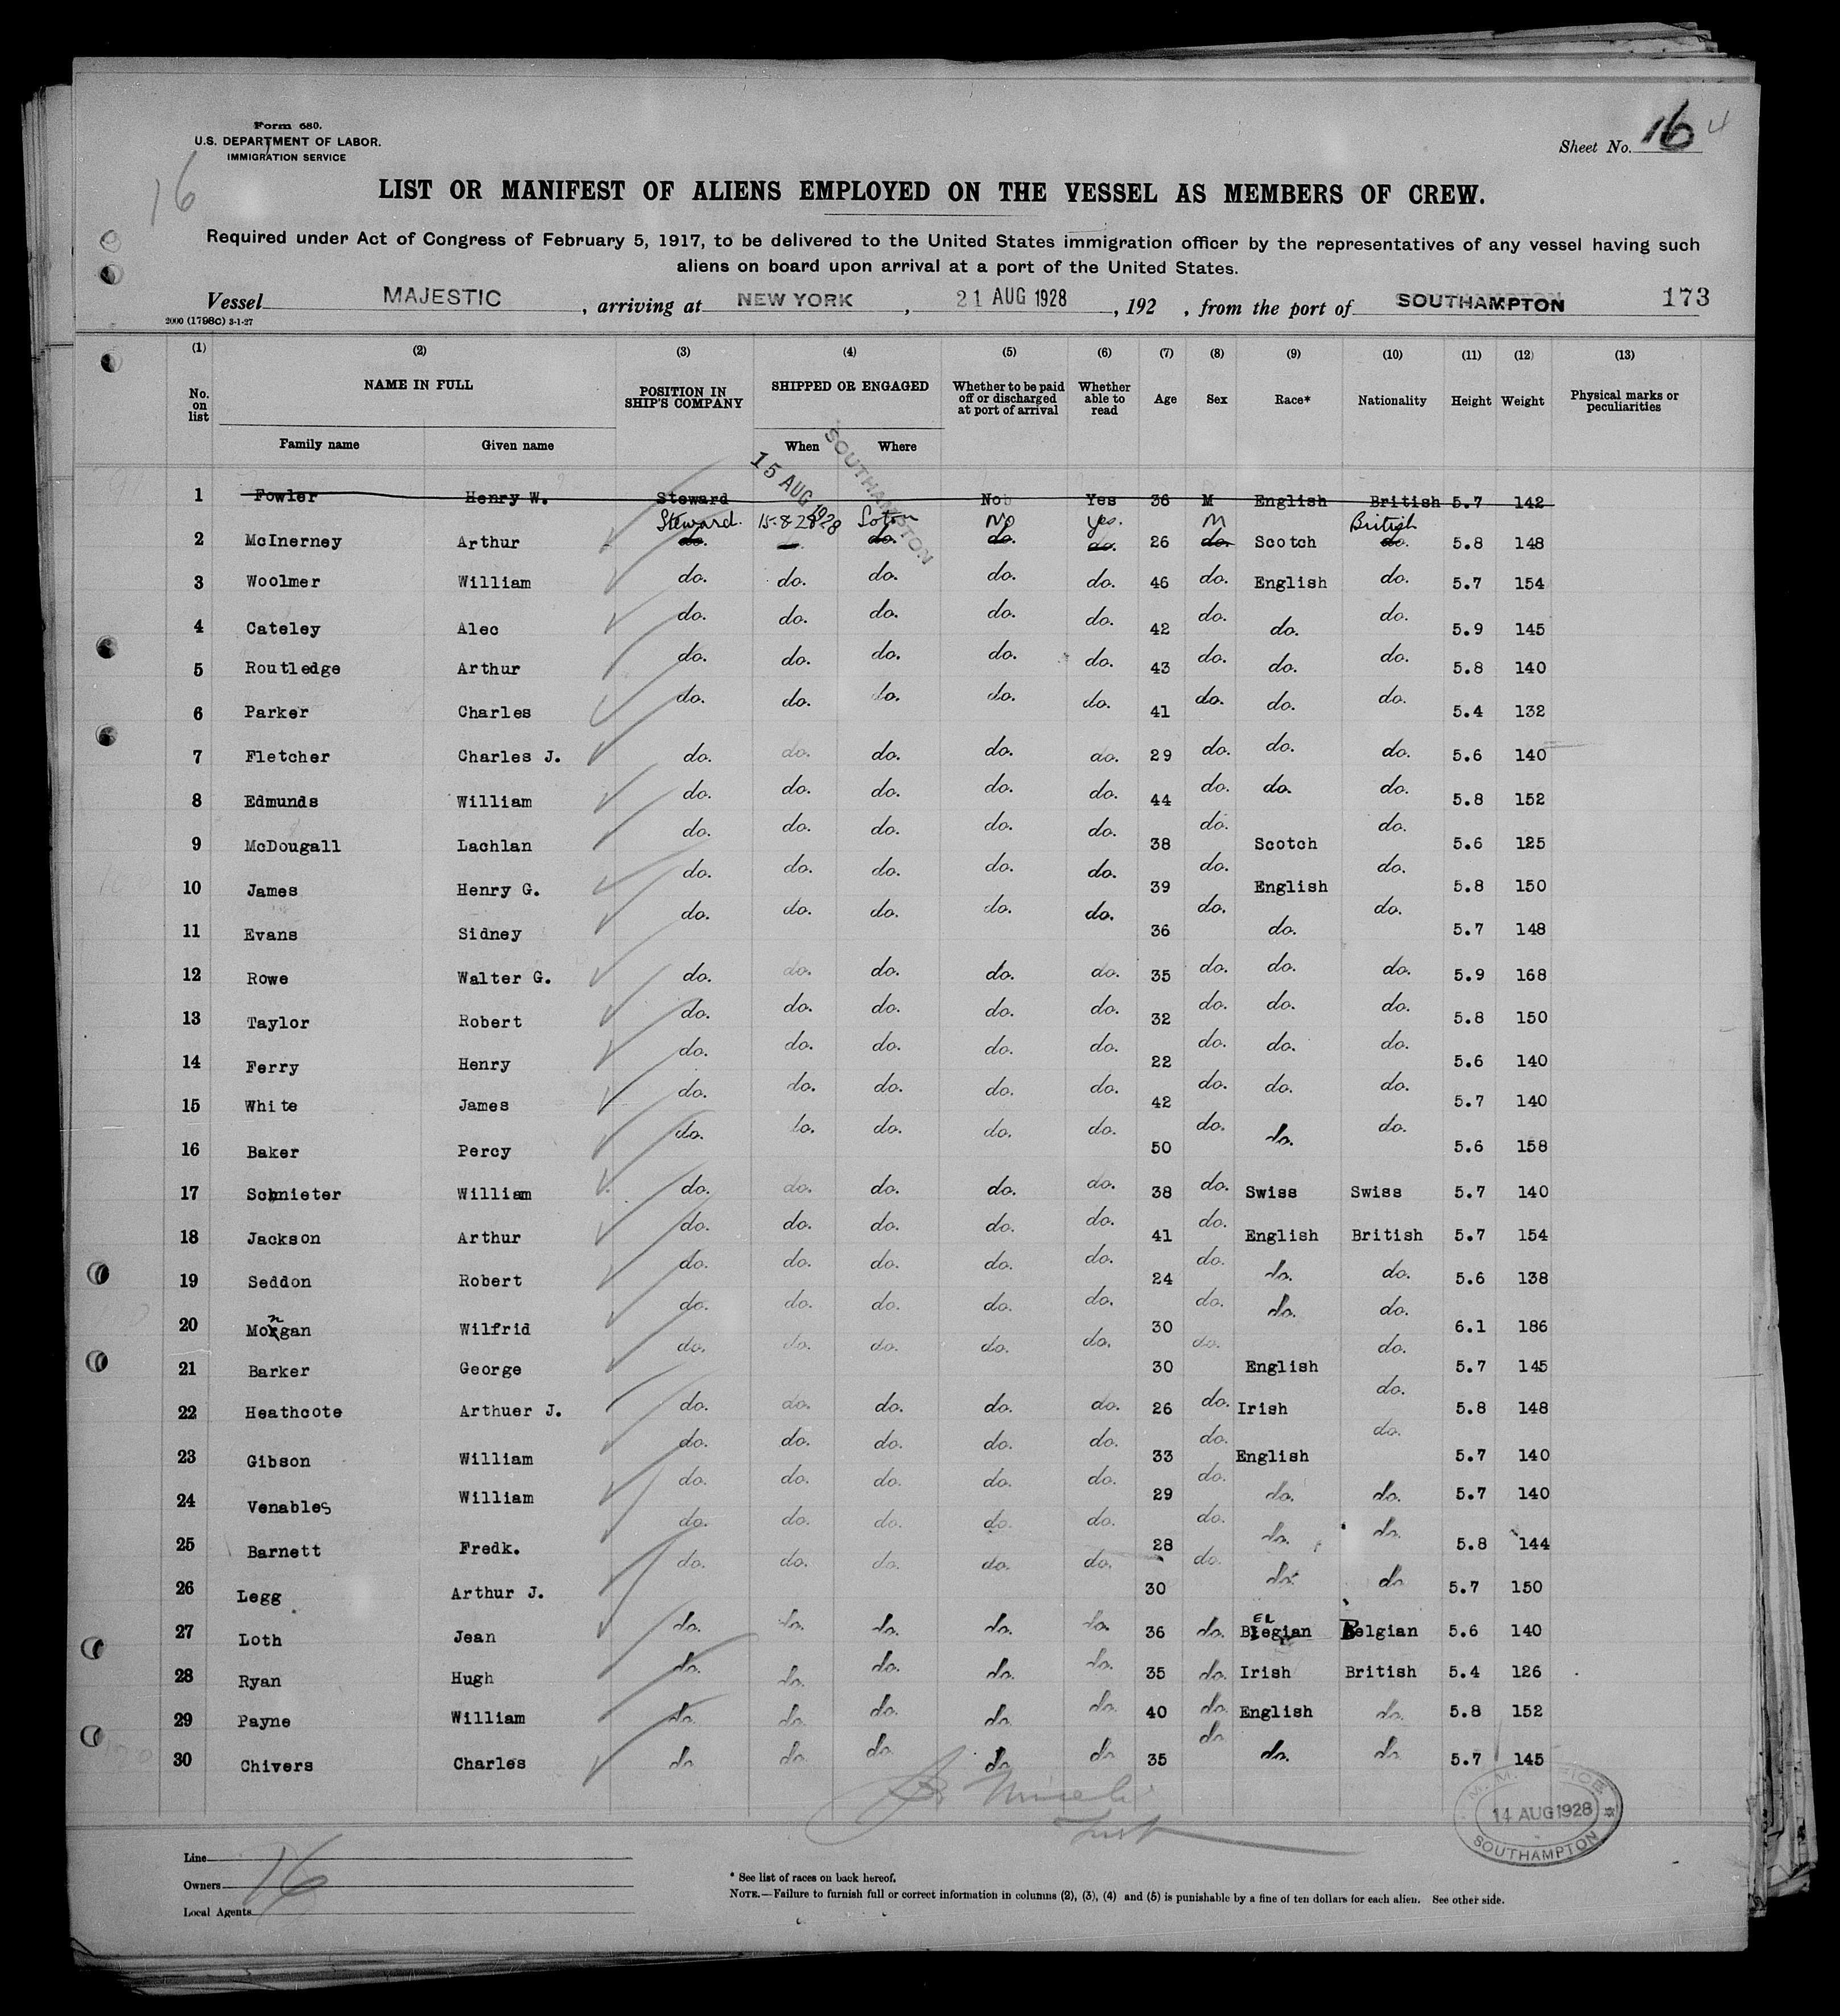 Form 680.
U.S. DEPARTMENT OF LABOR.
IMMIGRATION SERVICE
Sheet No. 16 4
16
LIST OR MANIFEST OF ALIENS EMPLOYED ON THE VESSEL AS MEMBERS OF CREW.
Required under Act of Congress of February 5, 1917, to be delivered to the United States immigration officer by the representatives of any vessel having such
aliens on board upon arrival at a port of the United States.
Vessel MAJESTIC, arriving at NEW YORK, 21 AUG 1928, 192 , from the port of SOUTHAMPTON 173
2000 (1798C) 3-1-27
(1) (2) (3) (4) (5) (6) (7) (8) (9) (10) (11) (12) (13)
No. on list NAME IN FULL POSITION IN SHIP'S COMPANY SHIPPED OR ENGAGED Whether to be paid off or discharged at port of arrival Whether able to read Age Sex Race* Nationality Height Weight Physical marks or peculiarities
Family name Given name When Where
15 AUG 1928 SOUTHAMPTON
1 Fowler Henry W. Steward No Yes 36 M English British 5.7 142
Steward. 15-8-28 Soton No Yes. M British
2 McInerney Arthur do. do. do. do. 26 do. Scotch do. 5.8 148
3 Woolmer William do. do. do. do. do. 46 do. English do. 5.7 154
4 Cateley Alec do. do. do. do. do. 42 do. do. do. 5.9 145
5 Routledge Arthur do. do. do. do. do. 43 do. do. do. 5.8 140
6 Parker Charles do. do. do. do. do. 41 do. do. do. 5.4 132
7 Fletcher Charles J. do. do. do. do. do. 29 do. do. do. 5.6 140
8 Edmunds William do. do. do. do. do. 44 do. do. do. 5.8 152
9 McDougall Lachlan do. do. do. do. do. 38 do. Scotch do. 5.6 125
10 James Henry G. do. do. do. do. do. 39 do. English do. 5.8 150
11 Evans Sidney do. do. do. do. do. 36 do. do. do. 5.7 148
12 Rowe Walter G. do. do. do. do. do. 35 do. do. do. 5.9 168
13 Taylor Robert do. do. do. do. do. 32 do. do. do. 5.8 150
14 Ferry Henry do. do. do. do. do. 22 do. do. do. 5.6 140
15 White James do. do. do. do. do. 42 do. do. do. 5.7 140
16 Baker Percy do. do. do. do. do. 50 do. do. do. 5.6 158
17 Schnieter William do. do. do. do. do. 38 do. Swiss Swiss 5.7 140
18 Jackson Arthur do. do. do. do. do. 41 do. English British 5.7 154
19 Seddon Robert do. do. do. do. do. 24 do. do. do. 5.6 138
20 Mongan Wilfrid do. do. do. do. do. 30 do. do. do. 6.1 186
21 Barker George do. do. do. do. do. 30 do. English do. 5.7 145
22 Heathcote Arthuer J. do. do. do. do. do. 26 do. Irish do. 5.8 148
23 Gibson William do. do. do. do. do. 33 do. English do. 5.7 140
24 Venables William do. do. do. do. do. 29 do. do. do. 5.7 140
25 Barnett Fredk. do. do. do. do. do. 28 do. do. do. 5.8 144
26 Legg Arthur J. do. do. do. do. do. 30 do. do. do 5.7 150
27 Loth Jean do. do. do. do. do. 36 do. Belgian Belgian 5.6 140
28 Ryan Hugh do. do. do. do. do. 35 do. Irish British 5.4 126
29 Payne William do. do. do. do. do. 40 do. English do. 5.8 152
30 Chivers Charles do. do. do. do. do 35 do. do. do. 5.7 145
14 AUG 1928
SOUTHAMPTON
Line
Owners
Local Agents
16
* See list of races on back hereof.
NOTE.—Failure to furnish full or correct information in columns (2), (3), (4) and (5) is punishable by a fine of ten dollars for each alien. See other side.